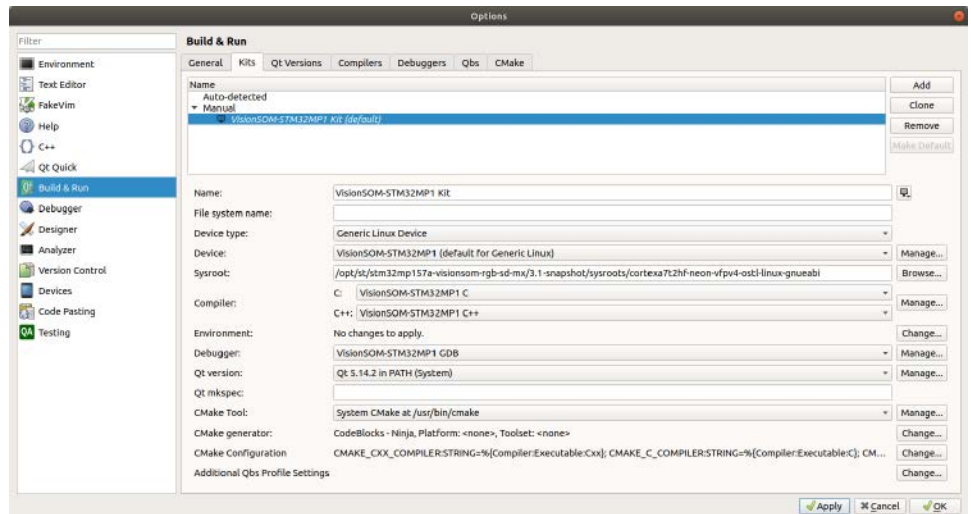 Options
Filter
Environment
Text Editor
FakeVim
Help
C++
Qt Quick
Build & Run
Debugger
Designer
Analyzer
Version Control
Devices
Code Pasting
Testing
Build & Run
General Kits Qt Versions Compilers Debuggers Qbs CMake
Name
Auto-detected
Manual
VisionSOM-STM32MP1 Kit (default)
Add
Clone
Remove
Make Default
Name: VisionSOM-STM32MP1 Kit
File system name:
Device type: Generic Linux Device
Device: VisionSOM-STM32MP1 (default for Generic Linux) Manage...
Sysroot: /opt/st/stm32mp157a-visionsom-rgb-sd-mx/3.1-snapshot/sysroots/cortexa7t2hf-neon-vfpv4-ostl-linux-gnueabi Browse...
Compiler: C: VisionSOM-STM32MP1 C Manage...
C++: VisionSOM-STM32MP1 C++
Environment: No changes to apply. Change...
Debugger: VisionSOM-STM32MP1 GDB Manage...
Qt version: Qt 5.14.2 in PATH (System) Manage...
Qt mkspec:
CMake Tool: System CMake at /usr/bin/cmake Manage...
CMake generator: CodeBlocks - Ninja, Platform: <none>, Toolset: <none> Change...
CMake Configuration CMAKE_CXX_COMPILER:STRING=%{Compiler:Executable:Cxx}; CMAKE_C_COMPILER:STRING=%{Compiler:Executable:C}; CM... Change...
Additional Qbs Profile Settings Change...
Apply Cancel OK